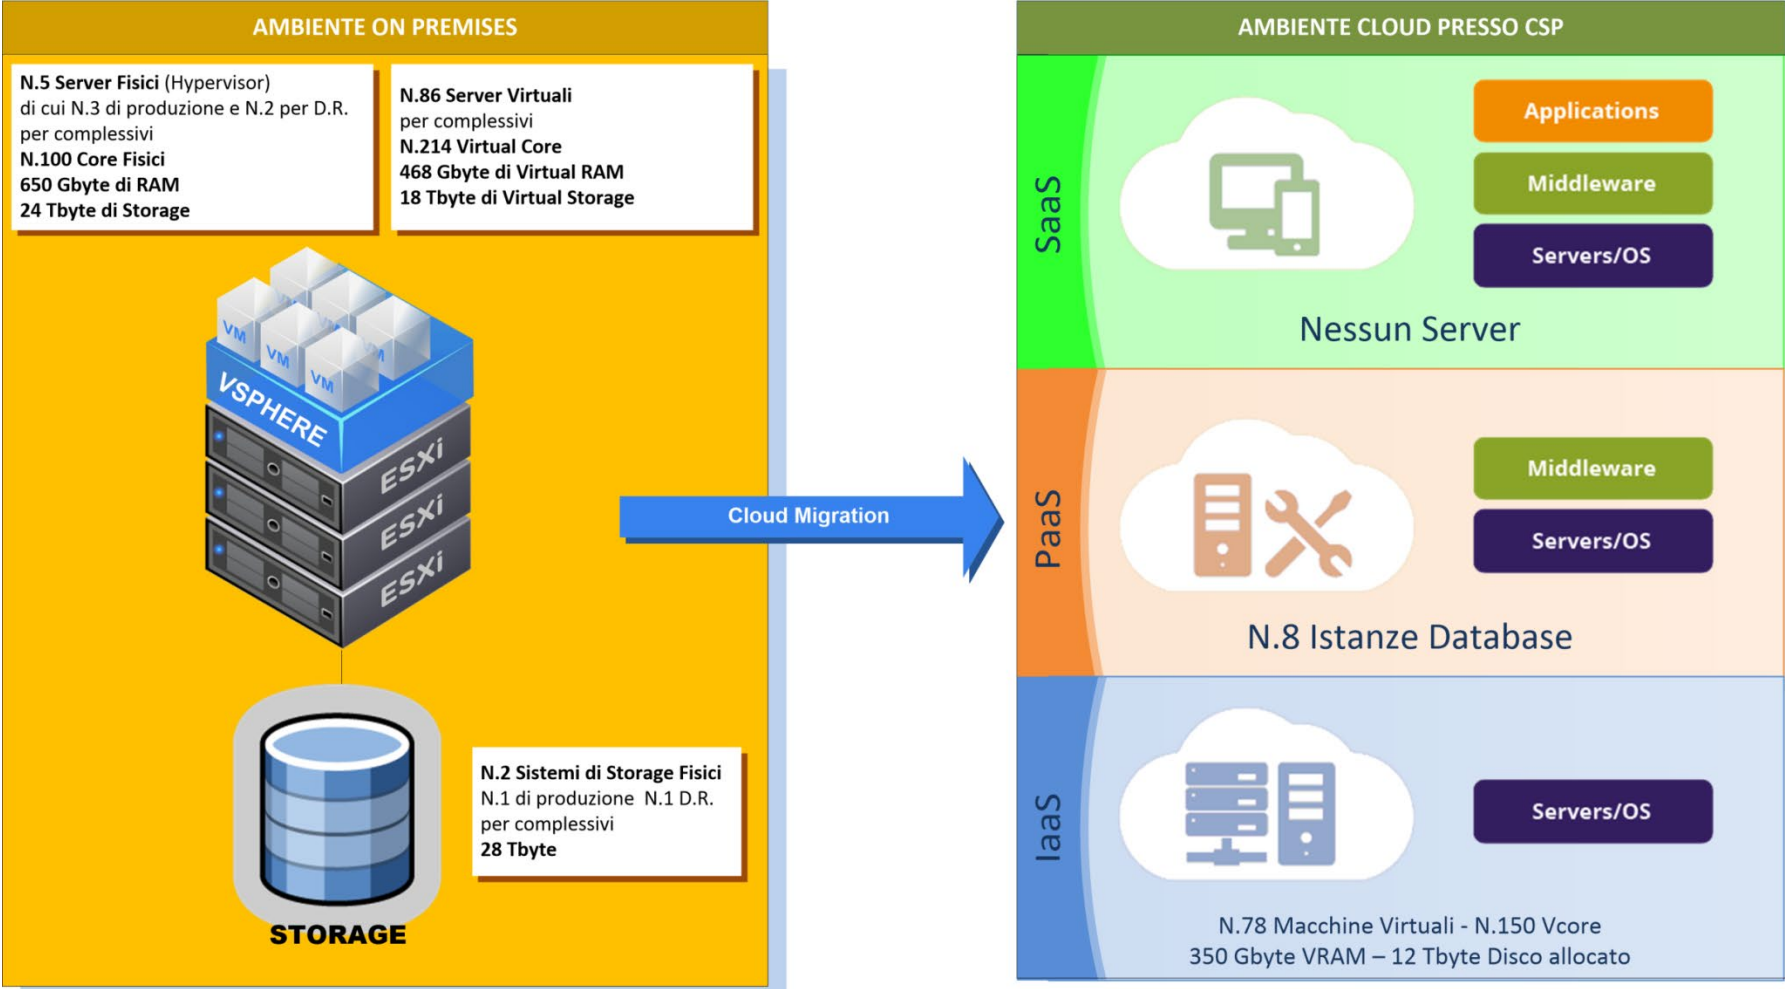 AMBIENTE ON PREMISES
N.5 Server Fisici (Hypervisor)
di cui N.3 di produzione e N.2 per D.R.
per complessivi
N.100 Core Fisici
650 Gbyte di RAM
24 Tbyte di Storage
N.86 Server Virtuali
per complessivi
N.214 Virtual Core
468 Gbyte di Virtual RAM
18 Tbyte di Virtual Storage
VM
VM
VM
VM
VSPHERE
ESXi
ESXi
ESXi
N.2 Sistemi di Storage Fisici
N.1 di produzione N.1 D.R.
per complessivi
28 Tbyte
STORAGE
Cloud Migration
AMBIENTE CLOUD PRESSO CSP
SaaS
Applications
Middleware
Servers/OS
Nessun Server
PaaS
Middleware
Servers/OS
N.8 Istanze Database
IaaS
Servers/OS
N.78 Macchine Virtuali - N.150 Vcore
350 Gbyte VRAM – 12 Tbyte Disco allocato